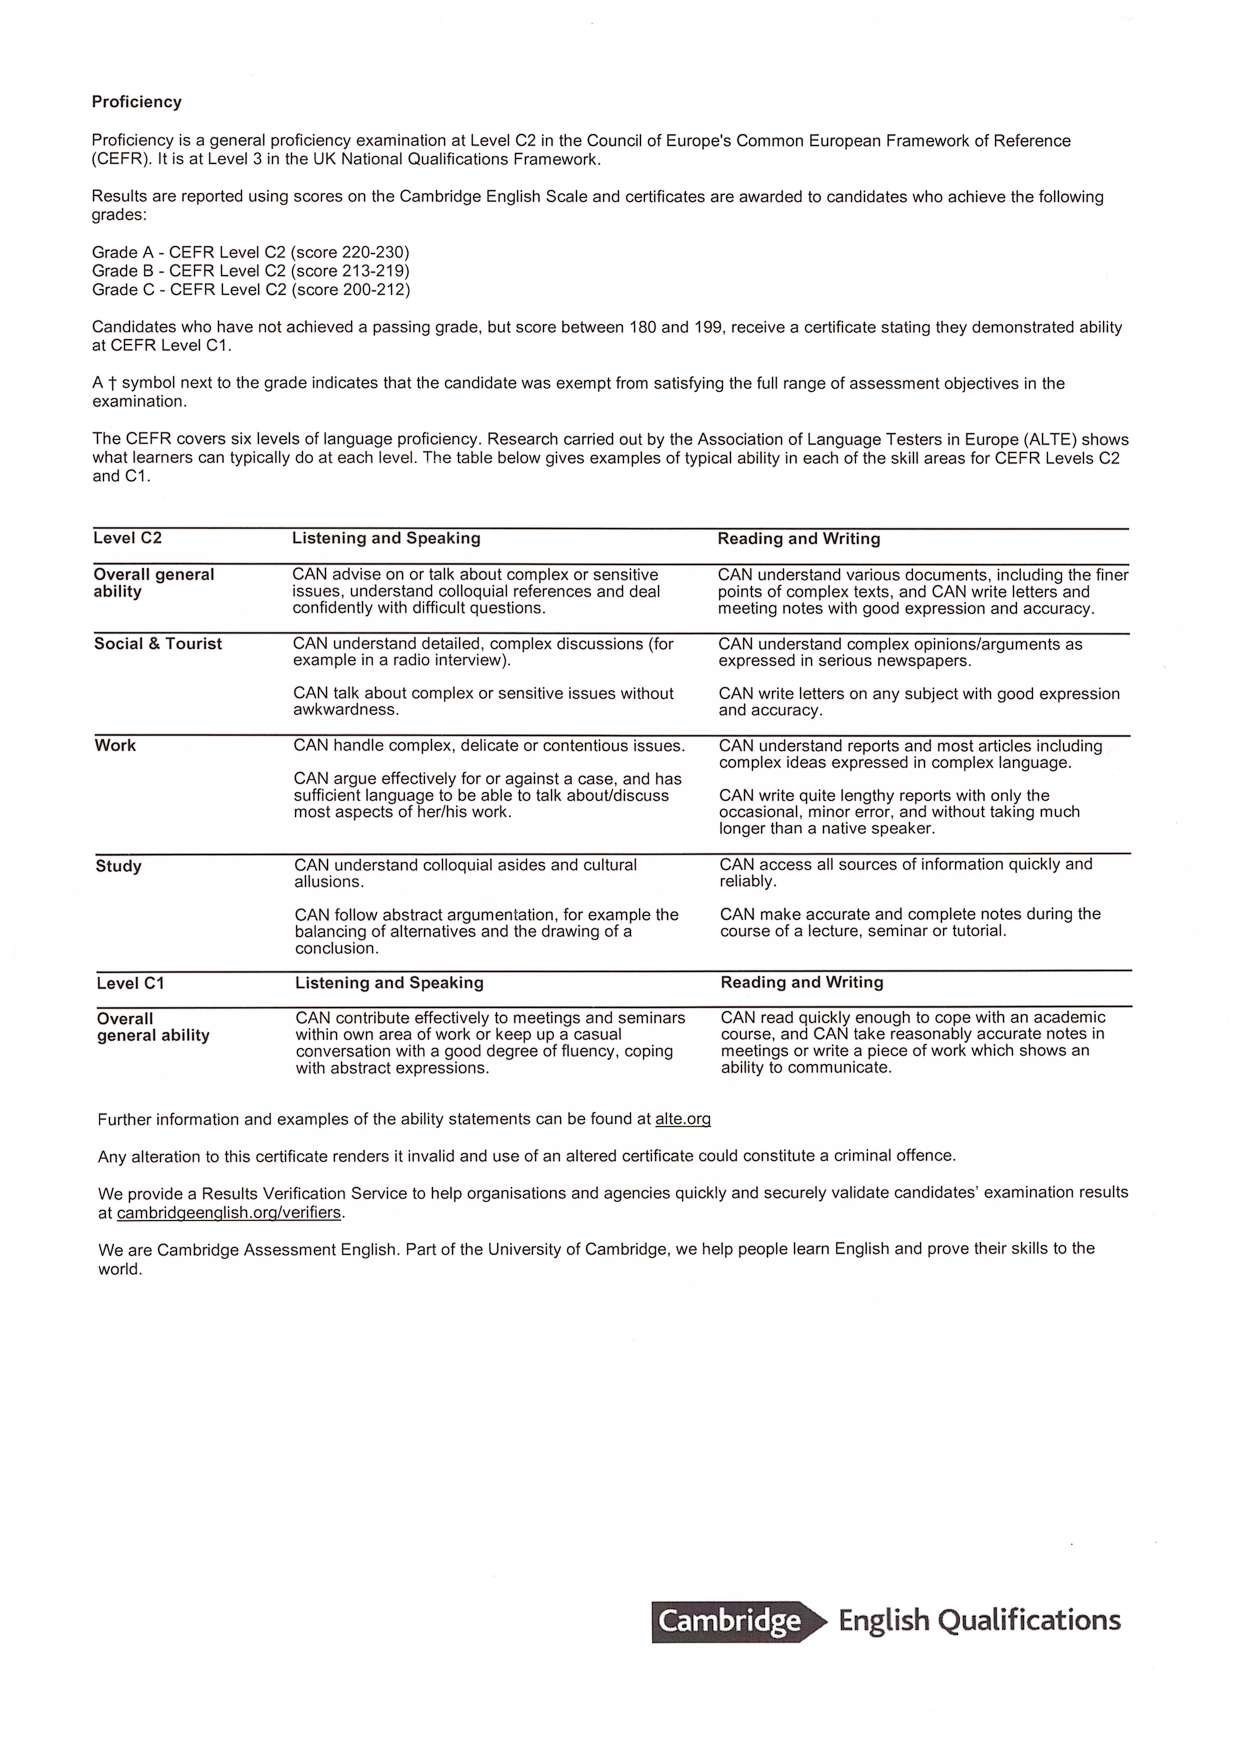 Proficiency
Proficiency is a general proficiency examination at Level C2 in the Council of Europe's Common European Framework of Reference
(CEFR). It is at Level 3 in the UK National Qualifications Framework.
Results are reported using scores on the Cambridge English Scale and certificates are awarded to candidates who achieve the following
grades:
Grade A - CEFR Level C2 (score 220-230)
Grade B - CEFR Level C2 (score 213-219)
Grade C - CEFR Level C2 (score 200-212)
Candidates who have not achieved a passing grade, but score between 180 and 199, receive a certificate stating they demonstrated ability
at CEFR Level C1.
A † symbol next to the grade indicates that the candidate was exempt from satisfying the full range of assessment objectives in the
examination.
The CEFR covers six levels of language proficiency. Research carried out by the Association of Language Testers in Europe (ALTE) shows
what learners can typically do at each level. The table below gives examples of typical ability in each of the skill areas for CEFR Levels C2
and C1.
Level C2 Listening and Speaking Reading and Writing
Overall general CAN advise on or talk about complex or sensitive CAN understand various documents, including the finer
ability issues, understand colloquial references and deal points of complex texts, and CAN write letters and
confidently with difficult questions. meeting notes with good expression and accuracy.
Social & Tourist CAN understand detailed, complex discussions (for CAN understand complex opinions/arguments as
example in a radio interview). expressed in serious newspapers.
CAN talk about complex or sensitive issues without CAN write letters on any subject with good expression
awkwardness. and accuracy.
Work CAN handle complex, delicate or contentious issues. CAN understand reports and most articles including
complex ideas expressed in complex language.
CAN argue effectively for or against a case, and has
sufficient language to be able to talk about/discuss CAN write quite lengthy reports with only the
most aspects of her/his work. occasional, minor error, and without taking much
longer than a native speaker.
Study CAN understand colloquial asides and cultural CAN access all sources of information quickly and
allusions. reliably.
CAN follow abstract argumentation, for example the CAN make accurate and complete notes during the
balancing of alternatives and the drawing of a course of a lecture, seminar or tutorial.
conclusion.
Level C1 Listening and Speaking Reading and Writing
Overall CAN contribute effectively to meetings and seminars CAN read quickly enough to cope with an academic
general ability within own area of work or keep up a casual course, and CAN take reasonably accurate notes in
conversation with a good degree of fluency, coping meetings or write a piece of work which shows an
with abstract expressions. ability to communicate.
Further information and examples of the ability statements can be found at alte.org
Any alteration to this certificate renders it invalid and use of an altered certificate could constitute a criminal offence.
We provide a Results Verification Service to help organisations and agencies quickly and securely validate candidates' examination results
at cambridgeenglish.org/verifiers.
We are Cambridge Assessment English. Part of the University of Cambridge, we help people learn English and prove their skills to the
world.
Cambridge English Qualifications